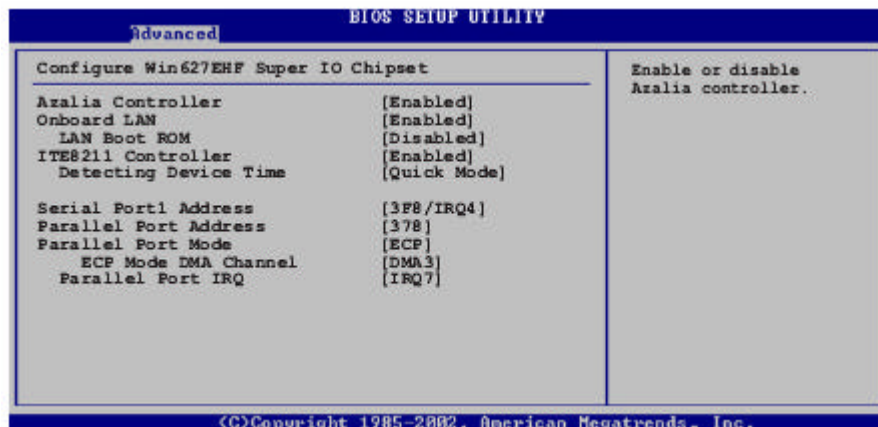 BIOS SETUP UTILITY
Advanced
Configure Win627EHF Super IO Chipset
Azalia Controller [Enabled]
Onboard LAN [Enabled]
LAN Boot ROM [Disabled]
ITE8211 Controller [Enabled]
Detecting Device Time [Quick Mode]
Serial Port1 Address [3F8/IRQ4]
Parallel Port Address [378]
Parallel Port Mode [ECP]
ECP Mode DMA Channel [DMA3]
Parallel Port IRQ [IRQ7]
Enable or disable
Azalia controller.
(C)Copyright 1985-2002, American Megatrends, Inc.